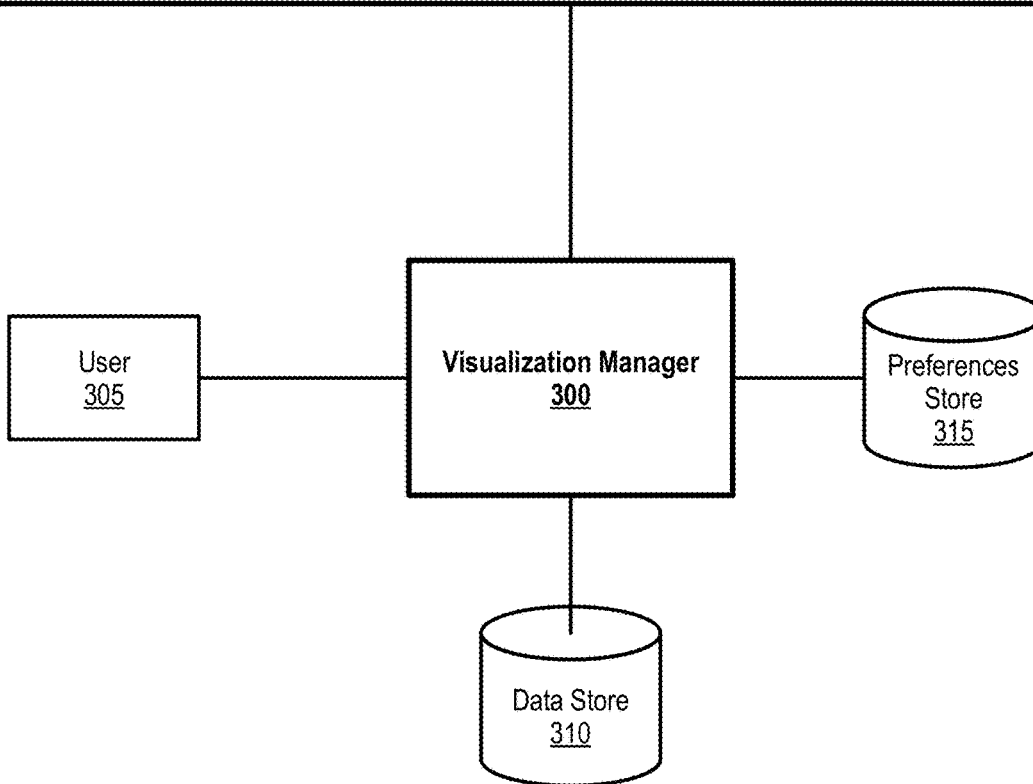 User
305
Visualization Manager
300
Preferences
Store
315
Data Store
310